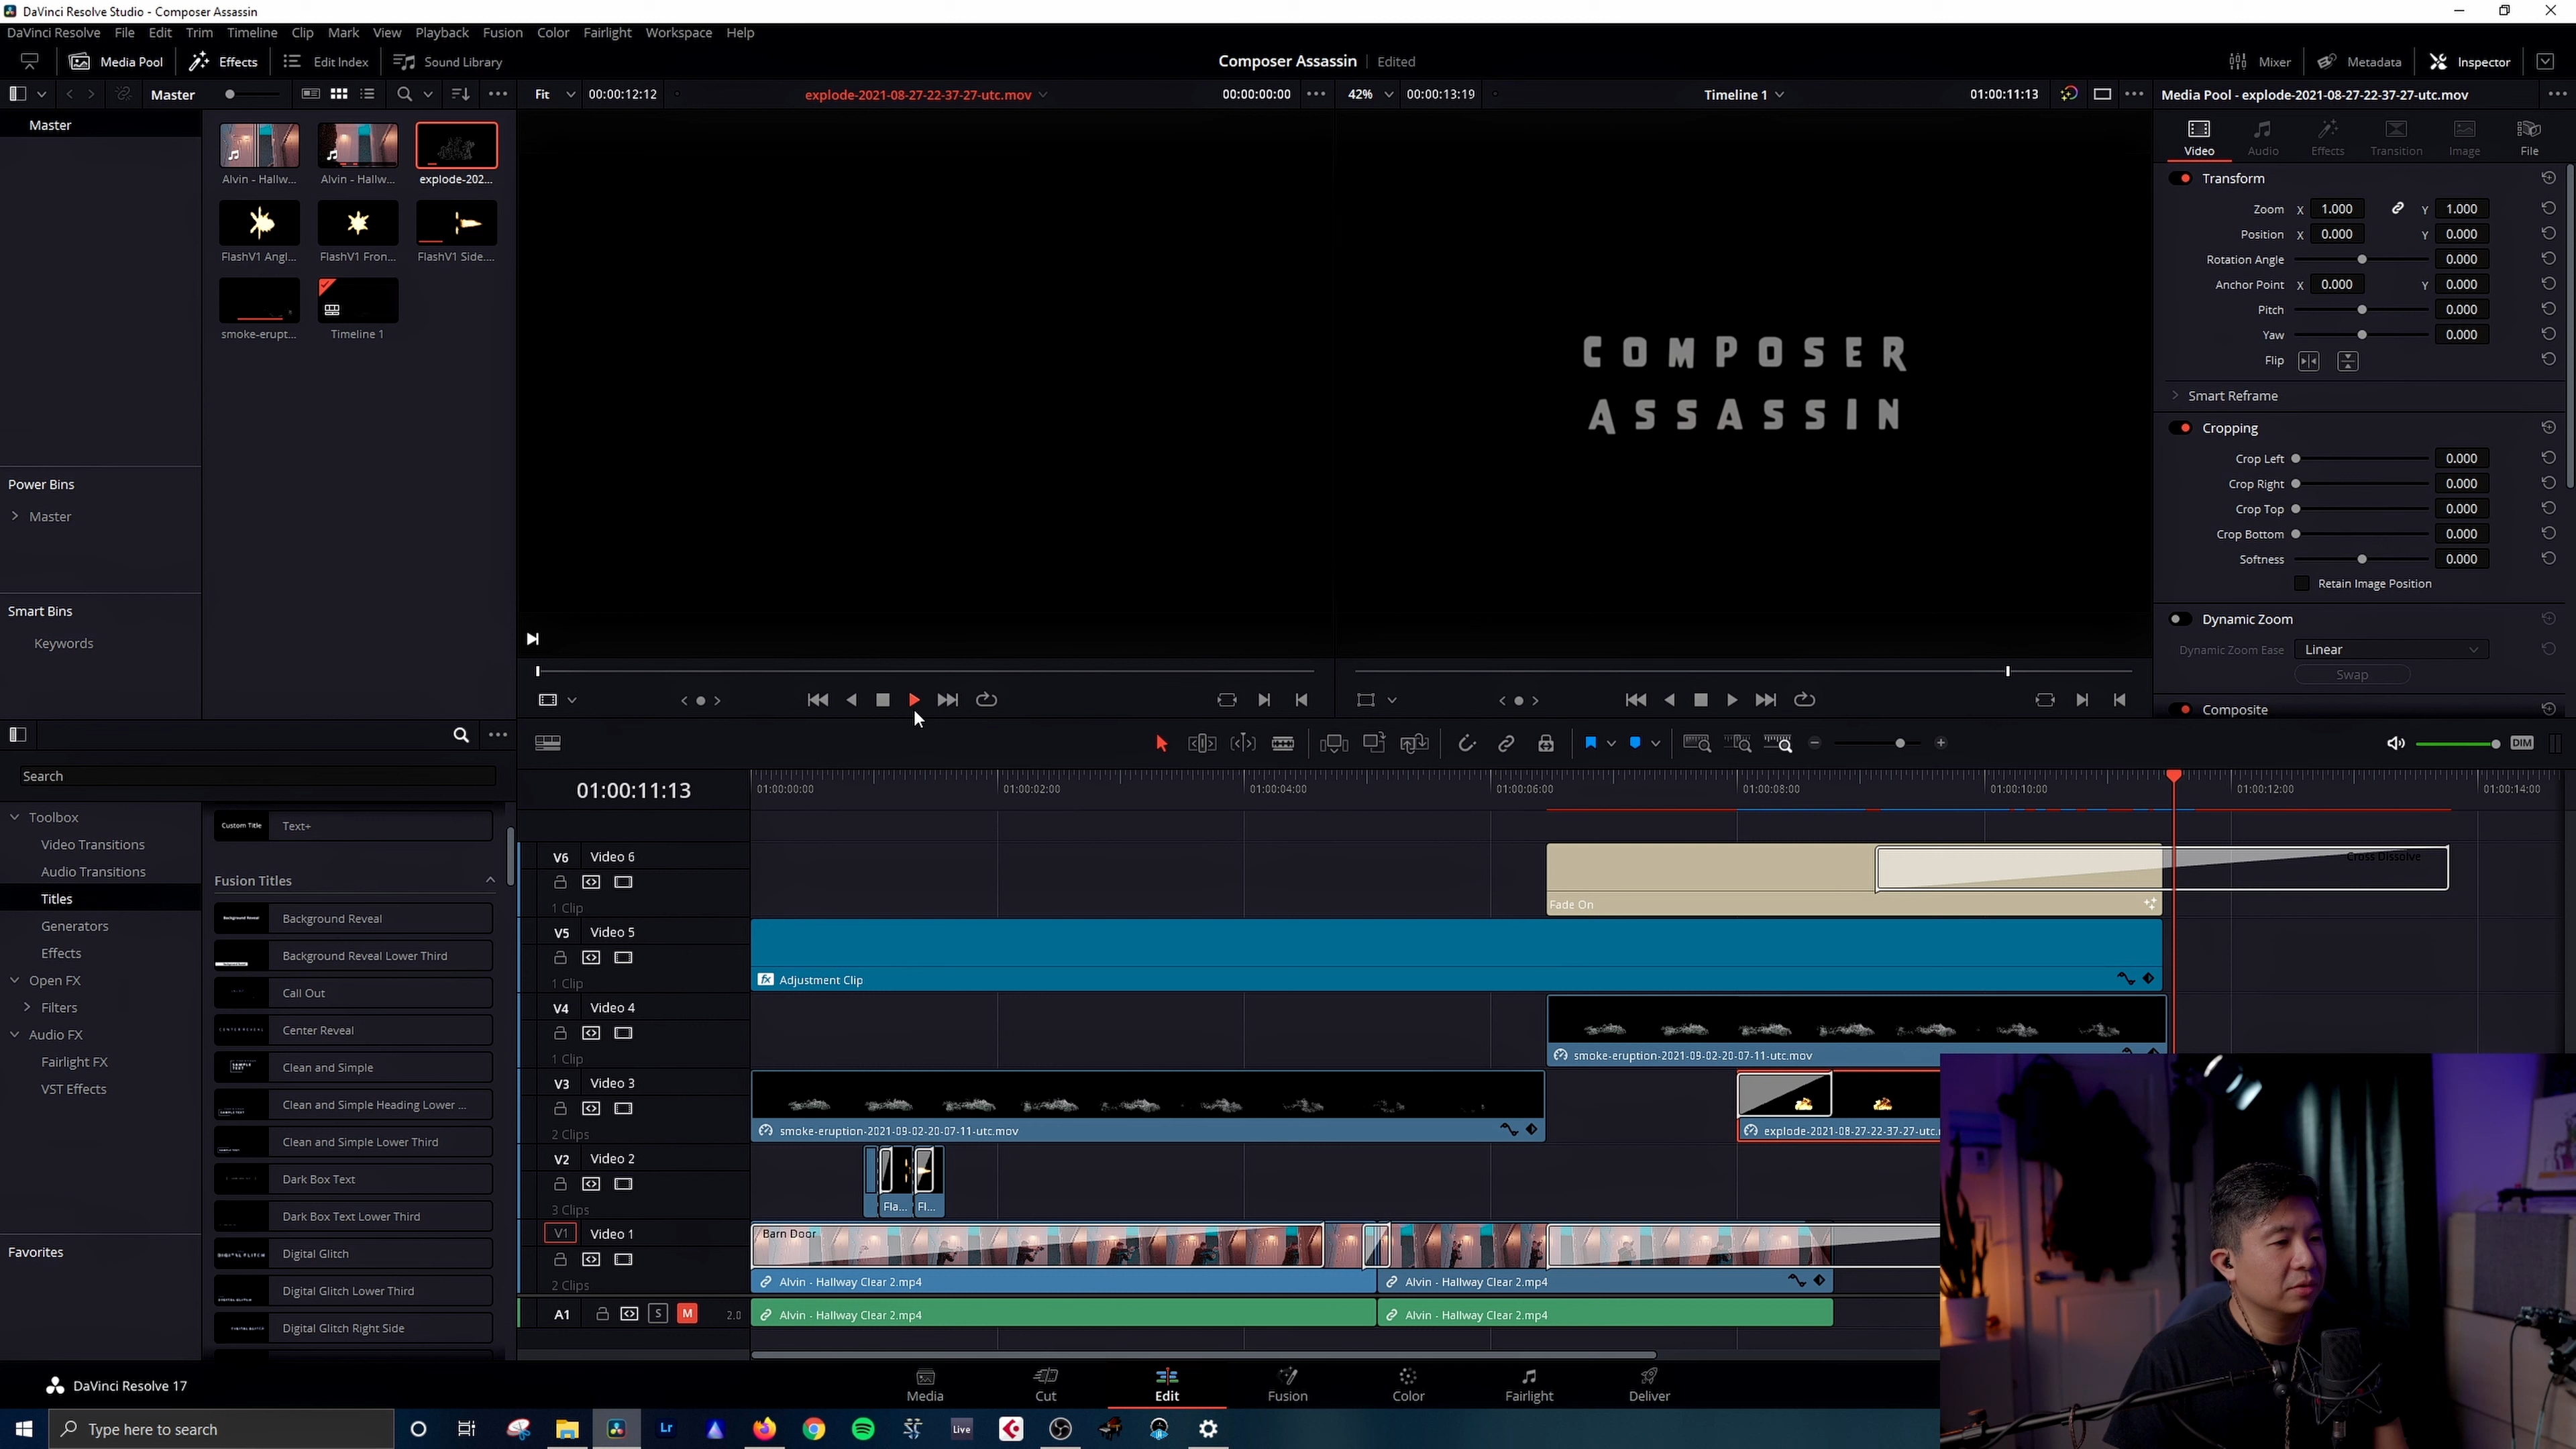 DaVinci Resolve Studio - Composer Assassin
DaVinci Resolve File Edit Trim Timeline Clip Mark View Playback Fusion Color Fairlight Workspace Help
Media Pool Effects Edit Index Sound Library Composer Assassin Edited Mixer Metadata Inspector
Master Fit 00:00:12:12 explode-2021-08-27-22-37-27-utc.mov 00:00:00:00 42% 00:00:13:19 Timeline 1 01:00:11:13 Media Pool - explode-2021-08-27-22-37-27-utc.mov
Master
Video Audio Effects Transition Image File
Alvin - Hallw... Alvin - Hallw... explode-202...
FlashV1 Angl... FlashV1 Fron... FlashV1 Side....
smoke-erupt... Timeline 1
Power Bins
Master
Smart Bins
Keywords
COMPOSER
ASSASSIN
Transform
Zoom X 1.000 Y 1.000
Position X 0.000 Y 0.000
Rotation Angle 0.000
Anchor Point X 0.000 Y 0.000
Pitch 0.000
Yaw 0.000
Flip
Smart Reframe
Cropping
Crop Left 0.000
Crop Right 0.000
Crop Top 0.000
Crop Bottom 0.000
Softness 0.000
Retain Image Position
Dynamic Zoom
Dynamic Zoom Ease Linear
Swap
Composite
DIM
Search
Toolbox
Video Transitions
Audio Transitions
Titles
Generators
Effects
Open FX
Filters
Audio FX
Fairlight FX
VST Effects
Favorites
Custom Title Text+
Fusion Titles
Background Reveal
Background Reveal Lower Third
Call Out
Center Reveal
Clean and Simple
Clean and Simple Heading Lower ...
Clean and Simple Lower Third
Dark Box Text
Dark Box Text Lower Third
Digital Glitch
Digital Glitch Lower Third
Digital Glitch Right Side
01:00:11:13 01:00:00:00 01:00:02:00 01:00:04:00 01:00:06:00 01:00:08:00 01:00:10:00 01:00:12:00 01:00:14:00
V6 Video 6 Cross Dissolve
1 Clip Fade On
V5 Video 5
1 Clip fx Adjustment Clip
V4 Video 4
1 Clip smoke-eruption-2021-09-02-20-07-11-utc.mov
V3 Video 3
2 Clips smoke-eruption-2021-09-02-20-07-11-utc.mov explode-2021-08-27-22-37-27-utc.
V2 Video 2
3 Clips Fla... Fl...
V1 Video 1 Barn Door
2 Clips Alvin - Hallway Clear 2.mp4 Alvin - Hallway Clear 2.mp4
A1 S M 2.0 Alvin - Hallway Clear 2.mp4 Alvin - Hallway Clear 2.mp4
DaVinci Resolve 17 Media Cut Edit Fusion Color Fairlight Deliver
Type here to search Lr Live